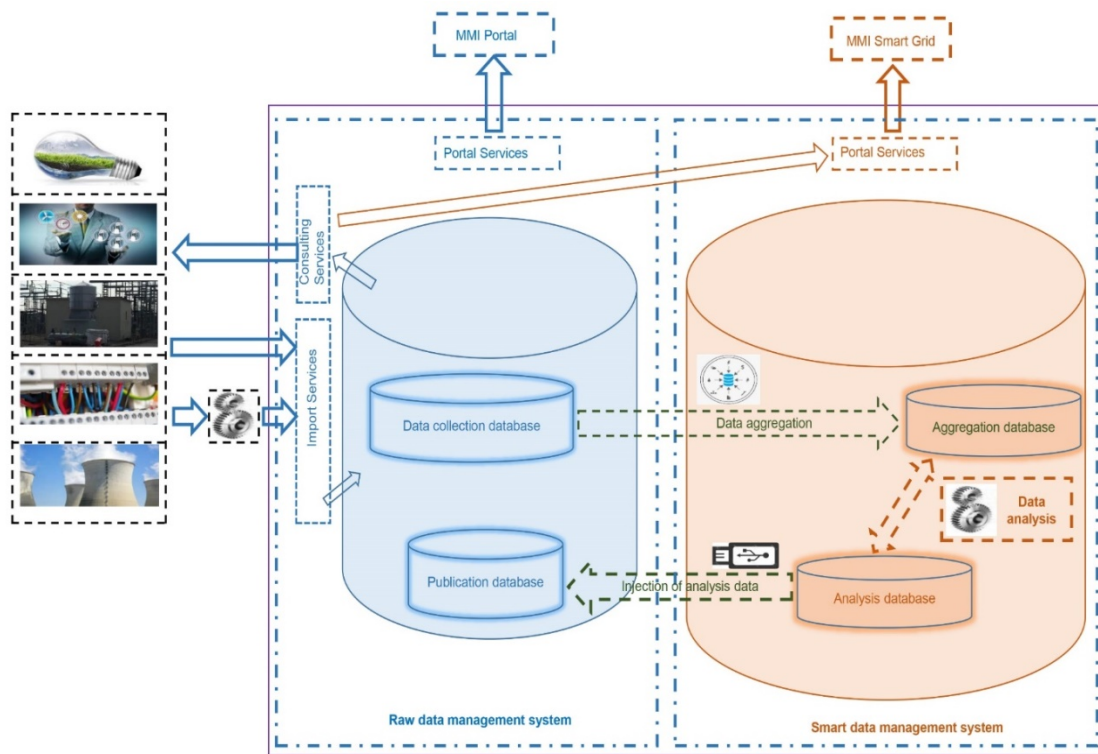 MMI Portal
MMI Smart Grid
Portal Services
Portal Services
Consulting
Services
Import Services
Data collection database
Data aggregation
Aggregation database
Data
analysis
Publication database
Injection of analysis data
Analysis database
Raw data management system
Smart data management system